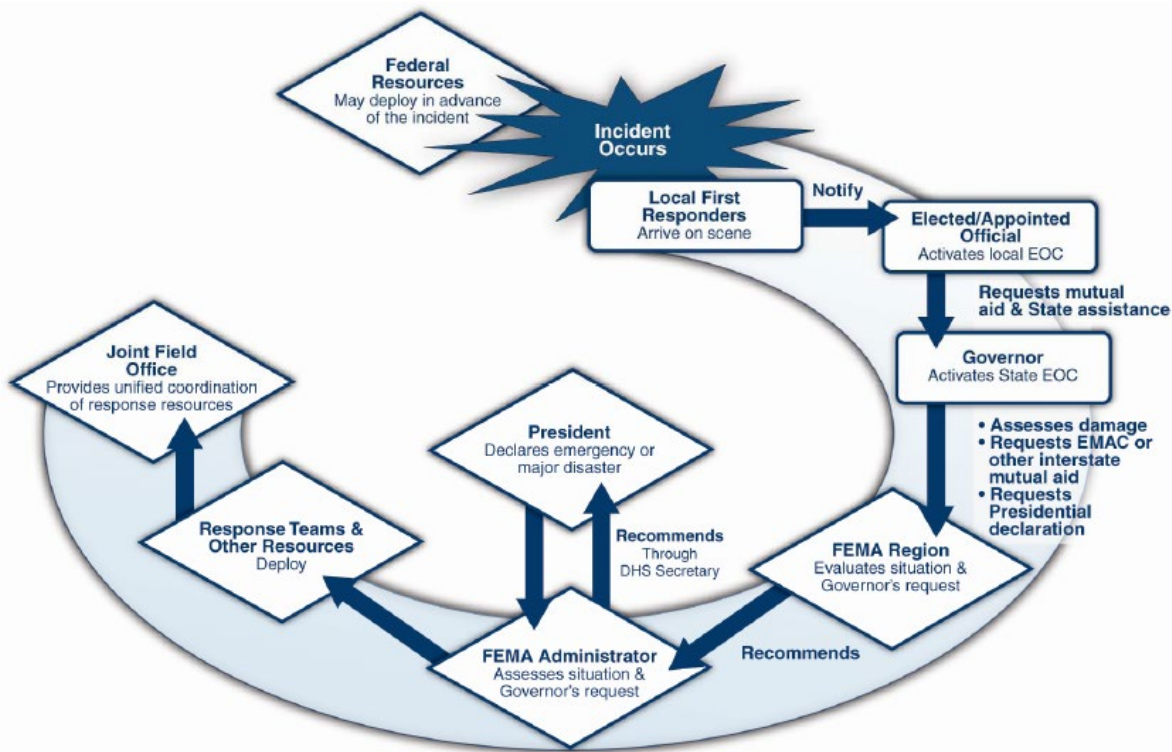 Federal
Resources
May deploy in advance
of the incident
Incident
Occurs
Local First
Responders
Arrive on scene
Notify
Elected/Appointed
Official
Activates local EOC
Requests mutual
aid & State assistance
Governor
Activates State EOC
• Assesses damage
• Requests EMAC or
other interstate
mutual aid
• Requests
Presidential
declaration
FEMA Region
Evaluates situation &
Governor's request
Recommends
FEMA Administrator
Assesses situation &
Governor's request
Recommends
Through
DHS Secretary
President
Declares emergency or
major disaster
Response Teams &
Other Resources
Deploy
Joint Field
Office
Provides unified coordination
of response resources